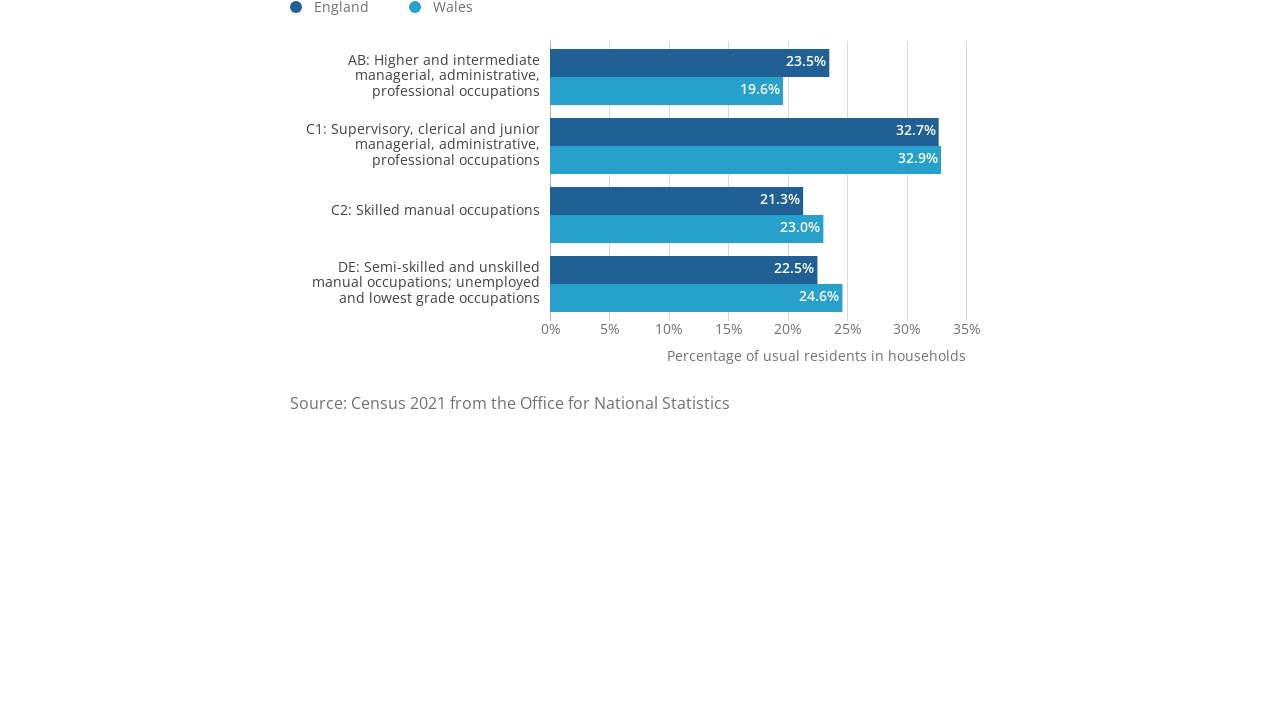 England Wales
AB: Higher and intermediate
managerial, administrative,
professional occupations
23.5%
19.6%
C1: Supervisory, clerical and junior
managerial, administrative,
professional occupations
32.7%
32.9%
C2: Skilled manual occupations
21.3%
23.0%
DE: Semi-skilled and unskilled
manual occupations; unemployed
and lowest grade occupations
22.5%
24.6%
0% 5% 10% 15% 20% 25% 30% 35%
Percentage of usual residents in households
Source: Census 2021 from the Office for National Statistics